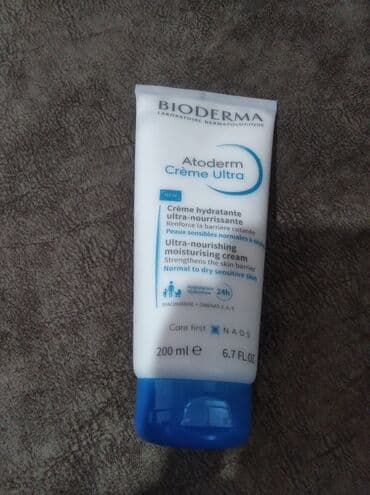 BIODERMA
LABORATOIRE DERMATOLOGIQUE
Atoderm
Crème Ultra
NEW
Crème hydratante
ultra-nourrissante
Renforce la barrière cutanée
Peaux sensibles normales à
Ultra-nourishing
moisturising cream
Strengthens the skin barrier
Normal to dry sensitive skin
24h
NIACINAMIDE
Care first NAOS
200 ml e 6.7 FL.OZ